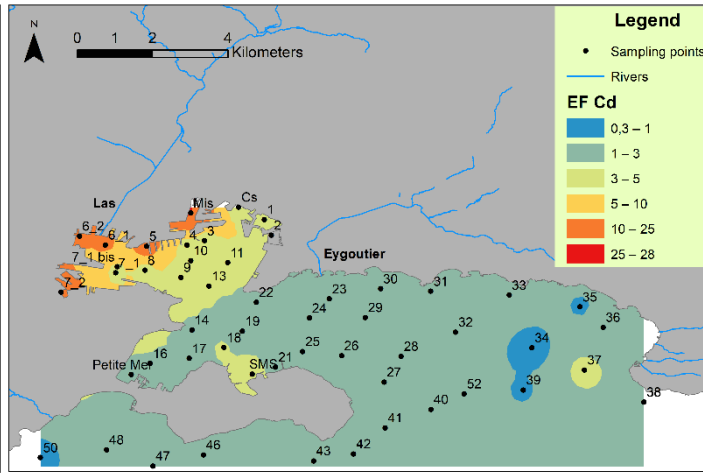 N
0 2 4
Kilometers
Legend
Sampling points
Rivers
EF Cd
0,3 – 1
1 – 3
3 – 5
5 – 10
10 – 25
25 – 28
Las
Mis
Cs
1
2
6_2
6_1
5
4
3
10
11
7_1
bis
7_1
8
9
13
7_2
Eygoutier
22
23
30
31
33
35
36
14
19
24
29
32
34
16
17
18
25
26
28
37
Petite Mer
SMS
21
27
39
52
38
40
41
50
48
47
46
43
42